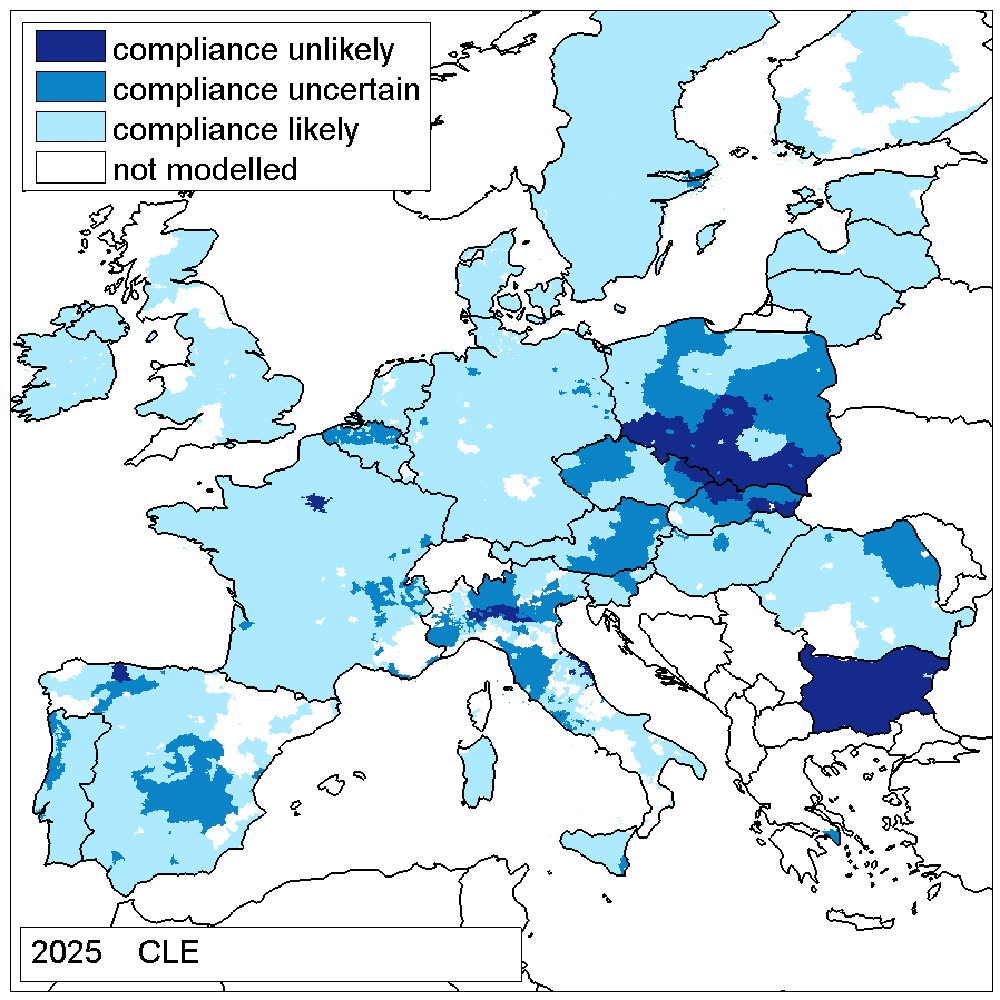 compliance unlikely
compliance uncertain
compliance likely
not modelled
2025 CLE